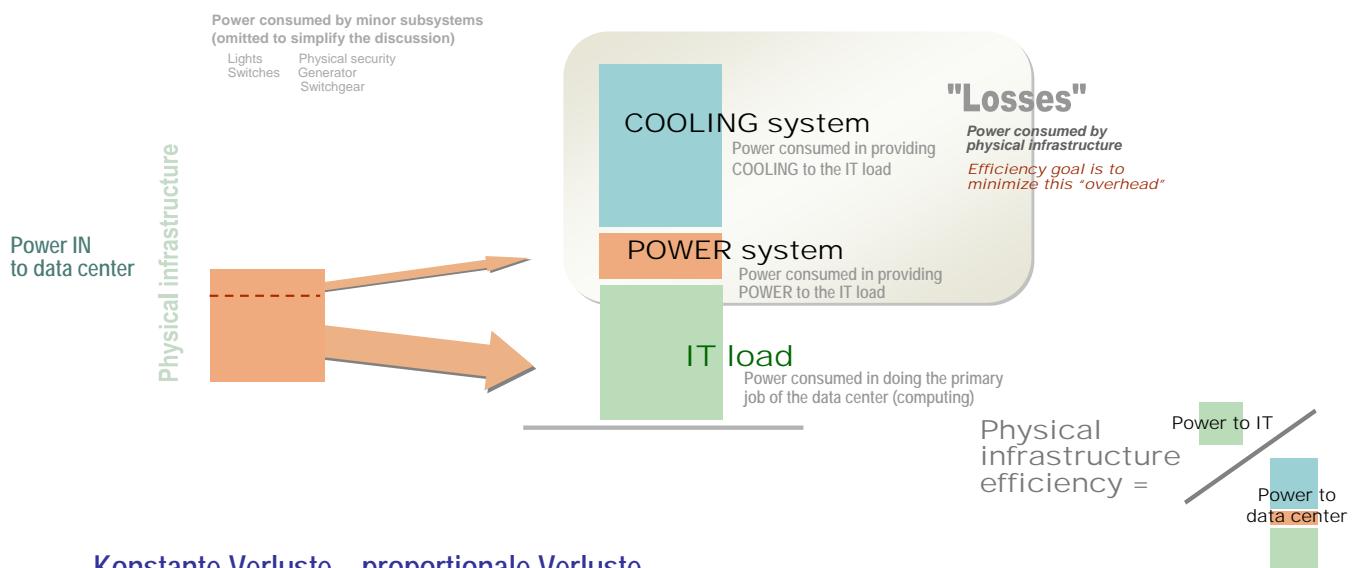 Power consumed by minor subsystems
(omitted to simplify the discussion)
Lights Physical security
Switches Generator
Switchgear
"Losses"
Power consumed by
physical infrastructure
Efficiency goal is to
minimize this "overhead"
COOLING system
Power consumed in providing
COOLING to the IT load
Power IN
to data center
Physical infrastructure
POWER system
Power consumed in providing
POWER to the IT load
IT load
Power consumed in doing the primary
job of the data center (computing)
Physical
infrastructure
efficiency =
Power to IT
Power to
data center
Konstante Verluste – proportionale Verluste